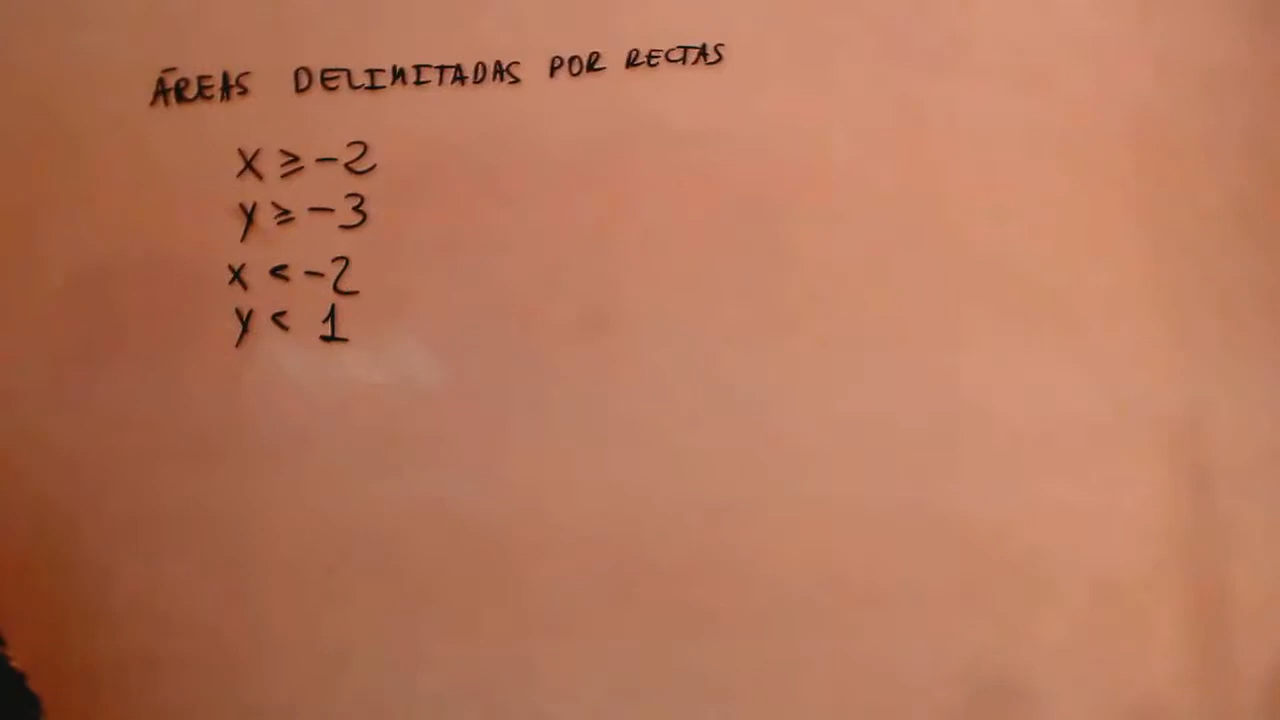 ÁREAS DELIMITADAS POR RECTAS
x ≥ -2
y ≥ -3
x < -2
y < 1